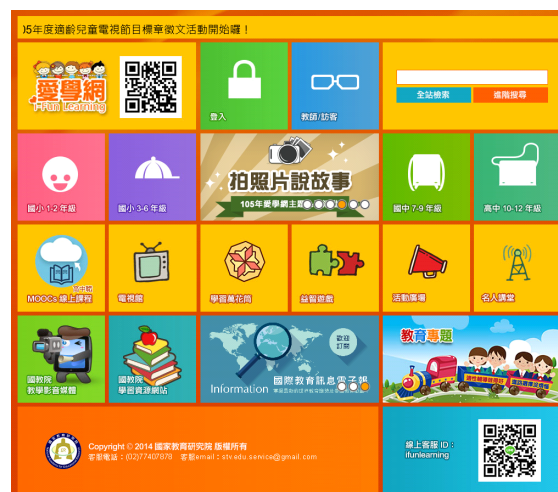 05年度適齡兒童電視節目標章徵文活動開始囉！
愛學網
i-Fun Learning
登入
教師/訪客
全站檢索
進階搜尋
國小 1-2 年級
國小 3-6 年級
拍照片說故事
105年愛學網主題
國中 7-9 年級
高中 10-12 年級
高中職
MOOCs 線上課程
電視館
學習萬花筒
益智遊戲
活動廣場
名人講堂
國教院
教學影音媒體
國教院
學習資源網站
歡迎
訂閱
國際教育訊息電子報
Information
教育專題
Copyright © 2014 國家教育研究院 版權所有
客服電話：(02)77407878 客服email：stv.edu.service@gmail.com
線上客服 ID：
ifunlearning